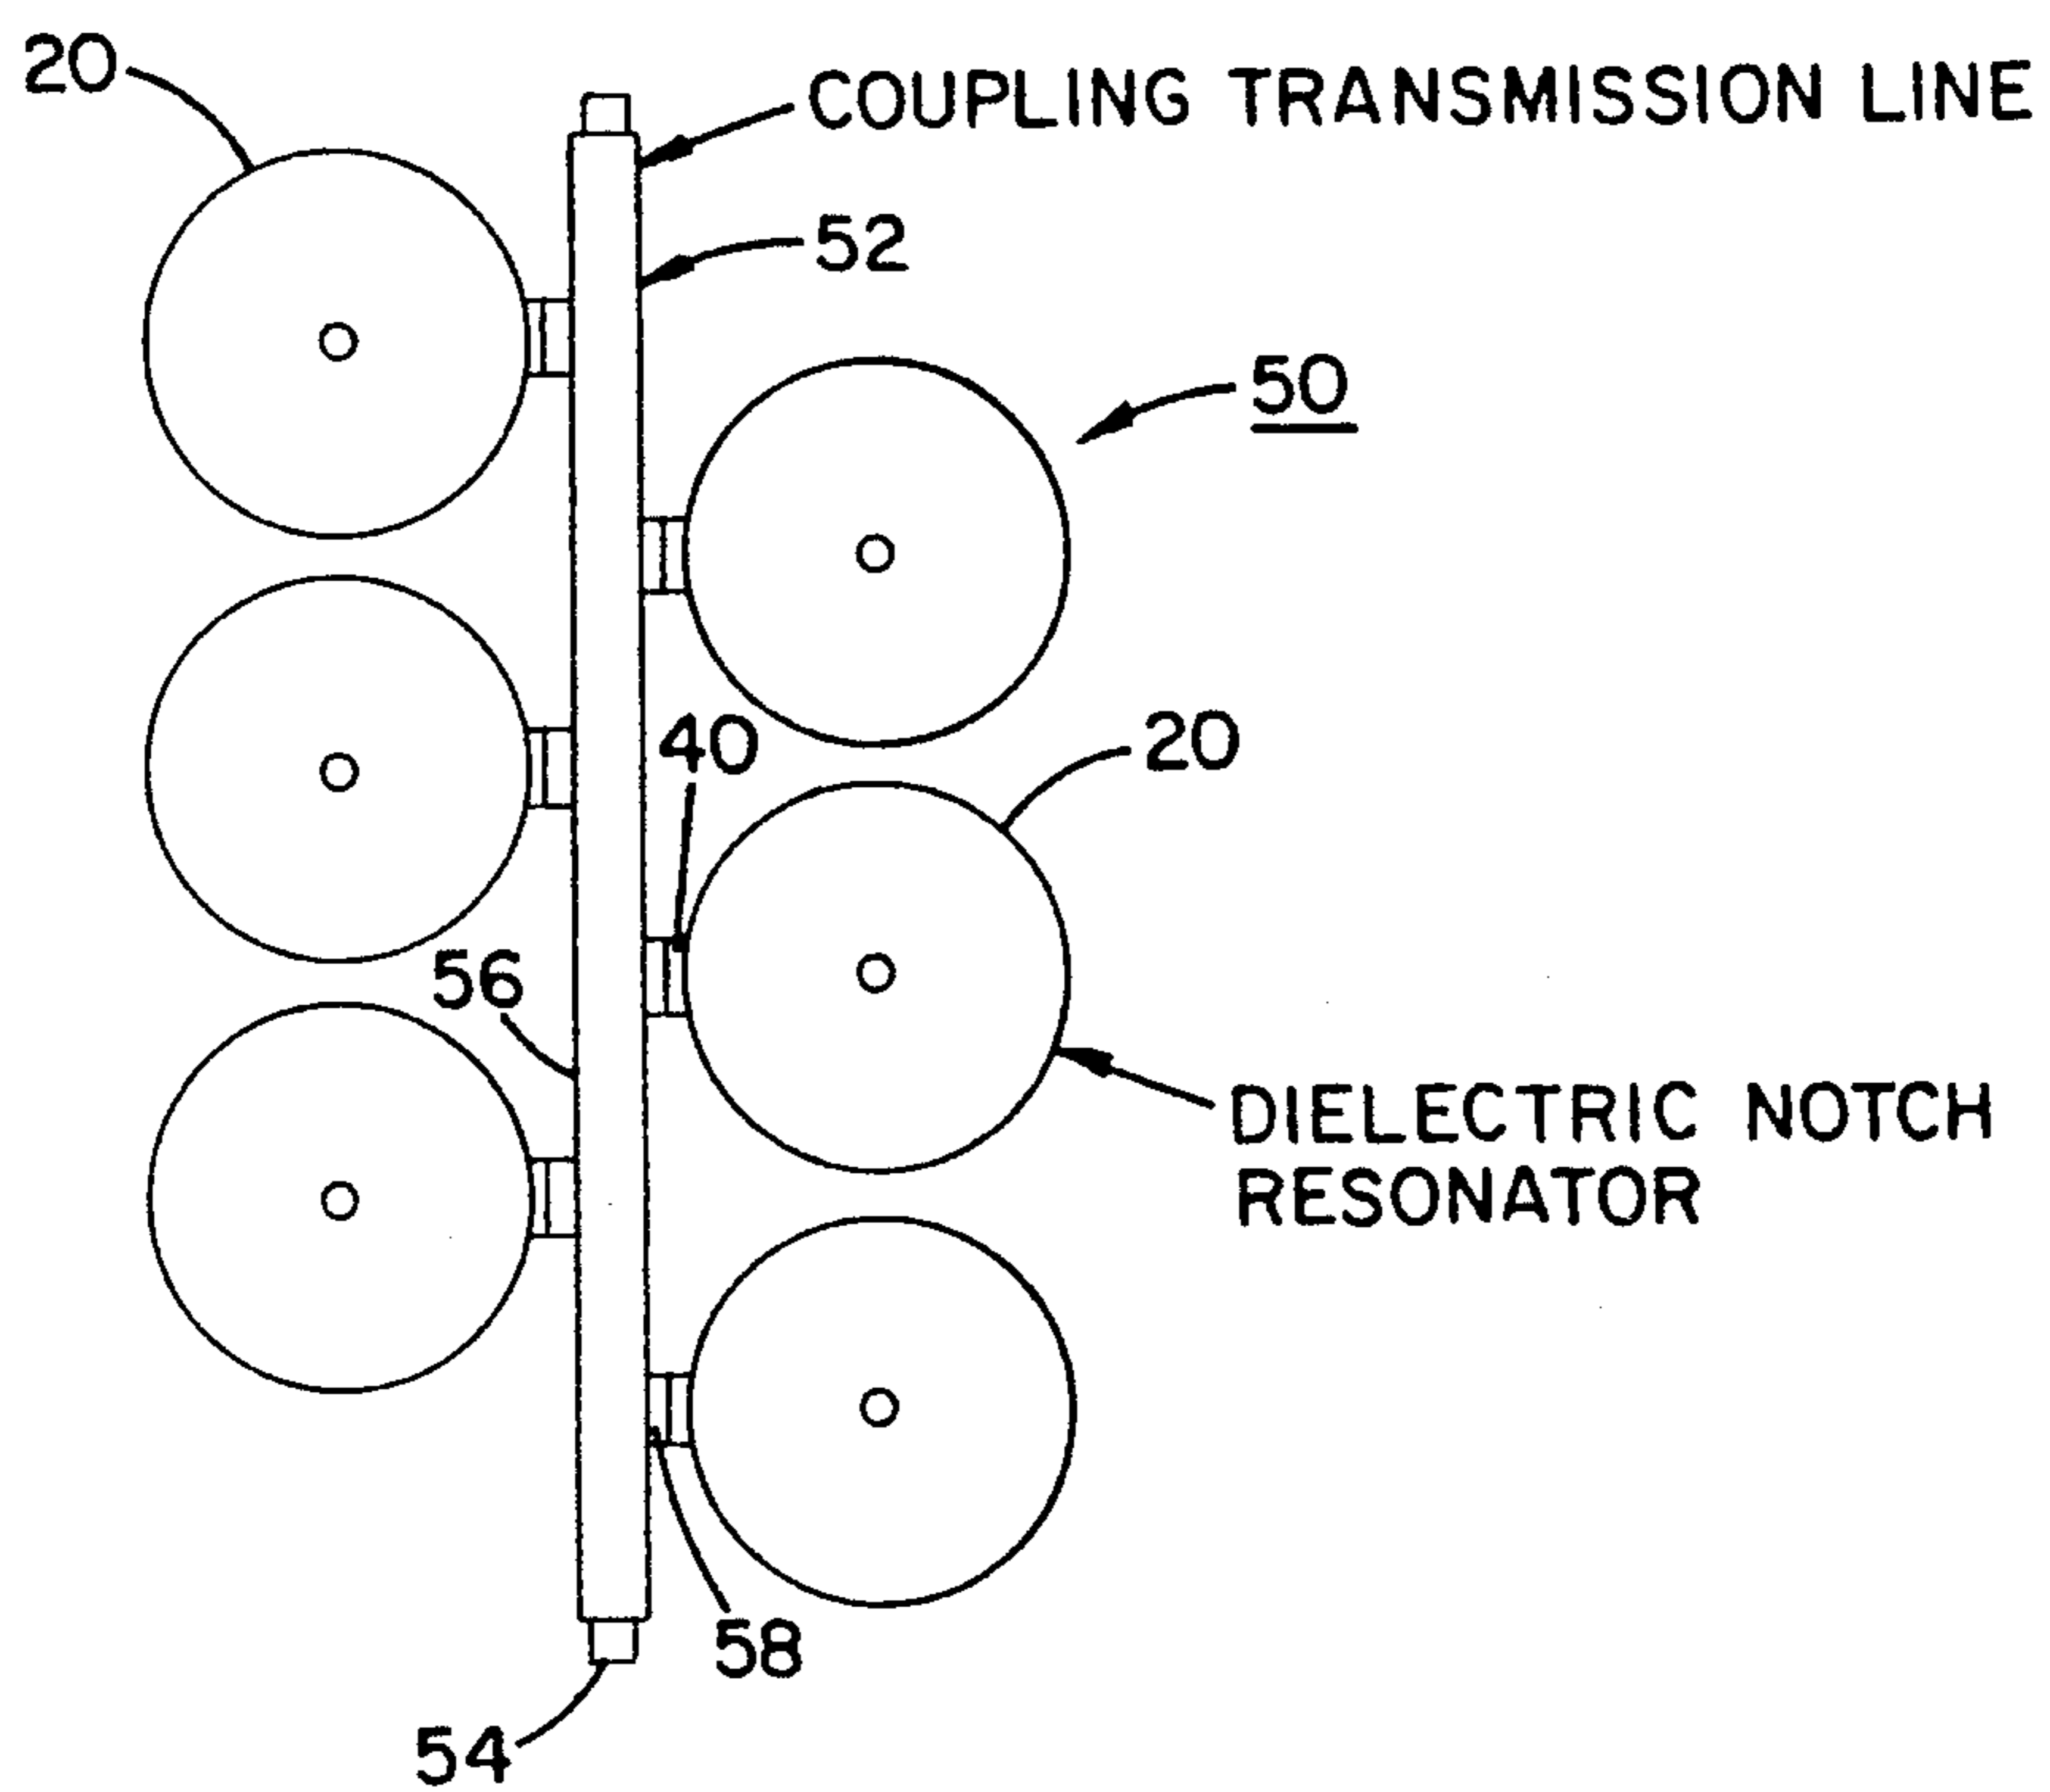 20
COUPLING TRANSMISSION LINE
52
50
40
20
56
DIELECTRIC NOTCH
RESONATOR
58
54